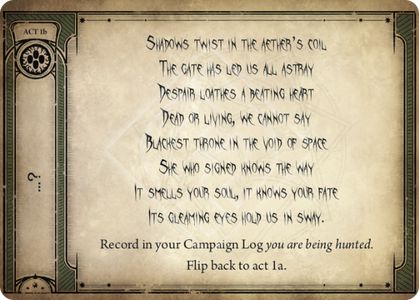 ACT 1b
...?
Shadows twist in the aether's coil
The gate has led us all astray
Despair loathes a beating heart
Dead or living, we cannot say
Blackest throne in the void of space
She who signed knows the way
It smells your soul, it knows your fate
Its gleaming eyes hold us in sway.
Record in your Campaign Log you are being hunted.
Flip back to act 1a.